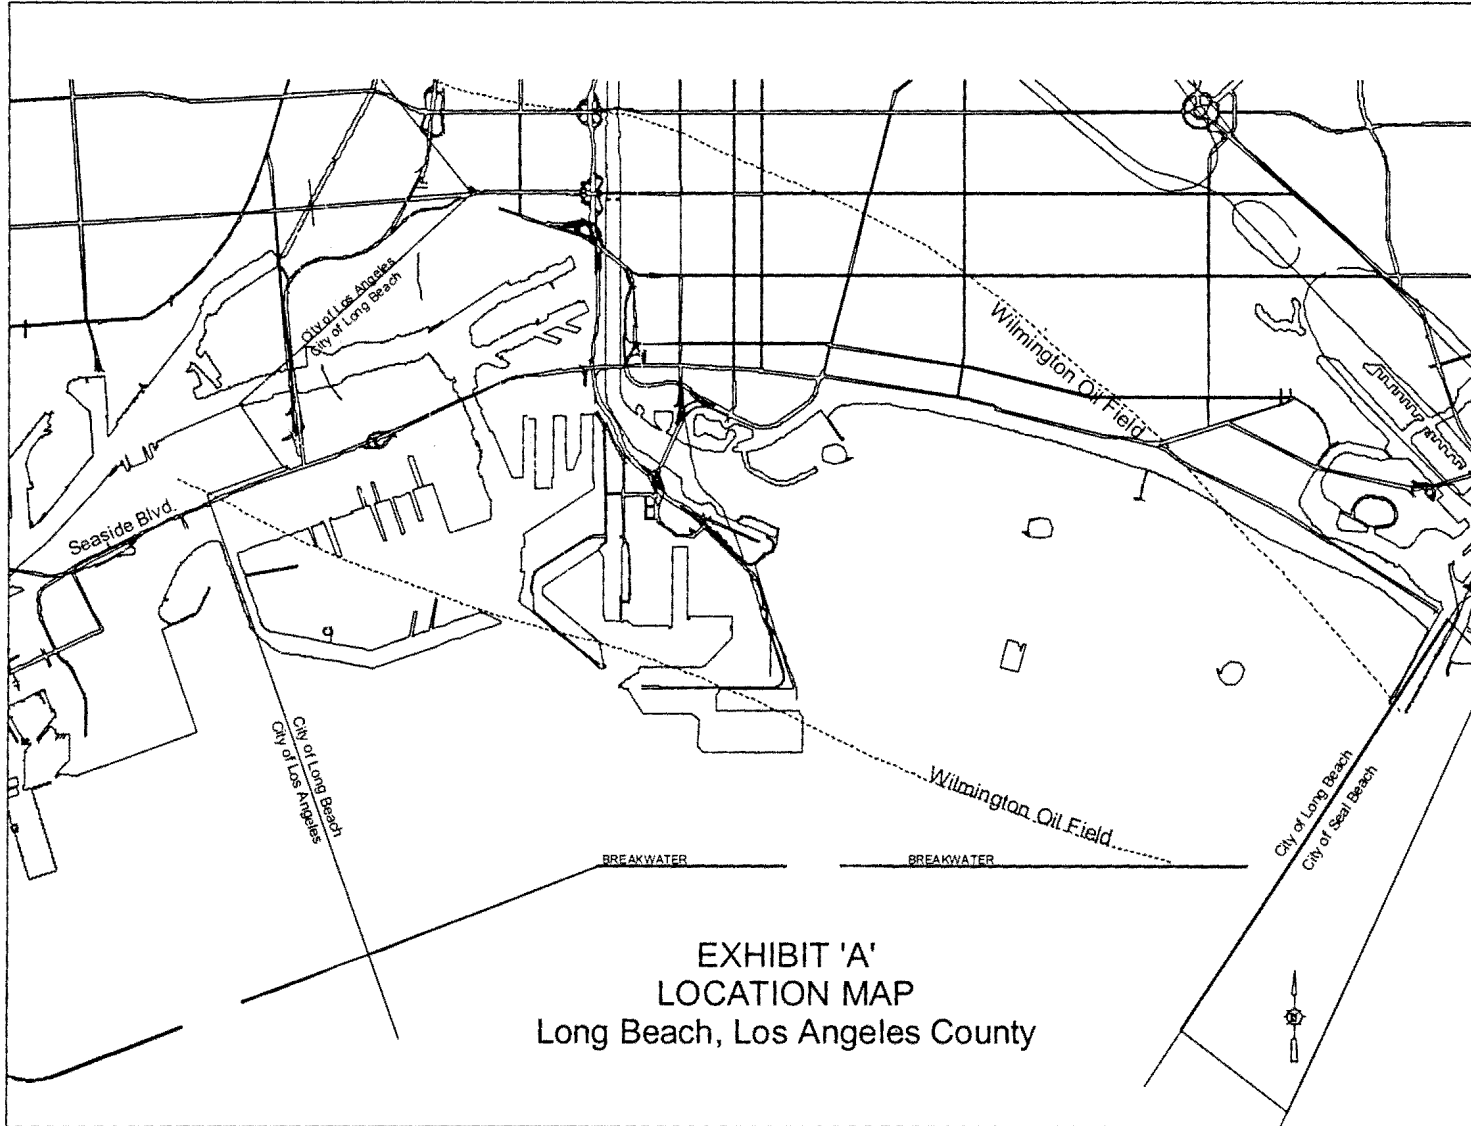 City of Los Angeles
City of Long Beach
Wilmington Oil Field
Seaside Blvd.
City of Long Beach
City of Los Angeles
Wilmington Oil Field
City of Long Beach
City of Seal Beach
BREAKWATER
BREAKWATER
EXHIBIT 'A'
LOCATION MAP
Long Beach, Los Angeles County